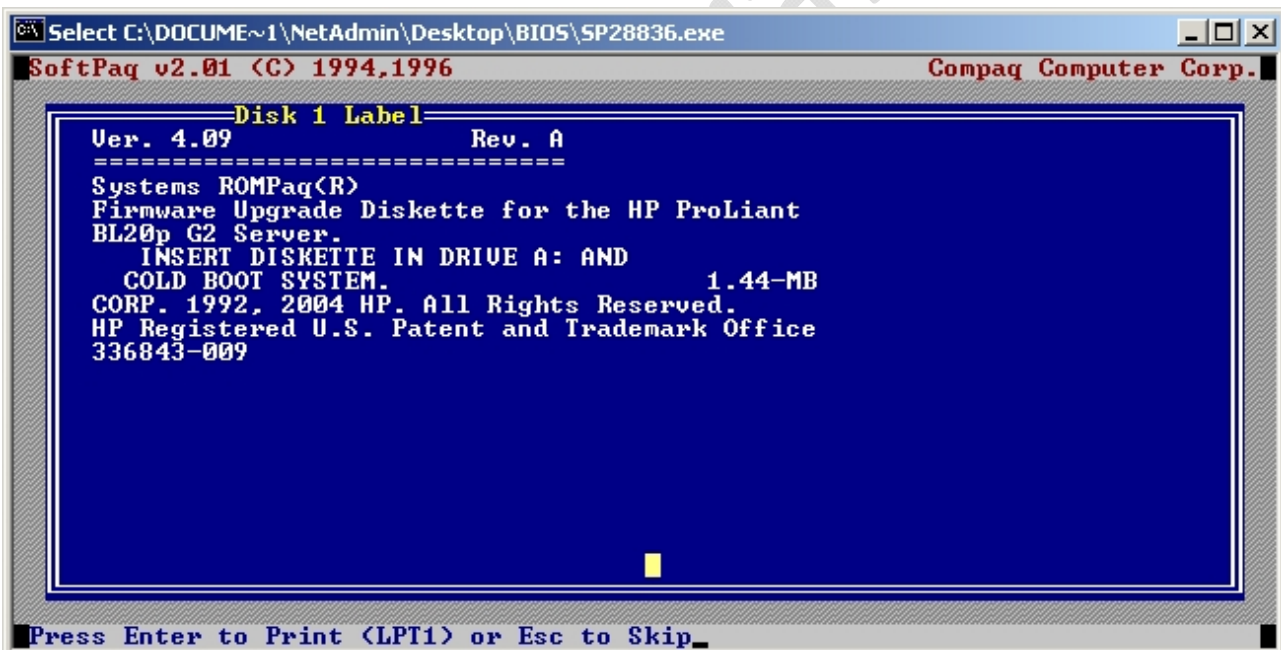 Select C:\DOCUME~1\NetAdmin\Desktop\BIOS\SP28836.exe
SoftPaq v2.01 (C) 1994,1996 Compaq Computer Corp.
Disk 1 Label
Ver. 4.09 Rev. A
==============================
Systems ROMPaq(R)
Firmware Upgrade Diskette for the HP ProLiant
BL20p G2 Server.
INSERT DISKETTE IN DRIVE A: AND
COLD BOOT SYSTEM. 1.44-MB
CORP. 1992, 2004 HP. All Rights Reserved.
HP Registered U.S. Patent and Trademark Office
336843-009
Press Enter to Print (LPT1) or Esc to Skip_